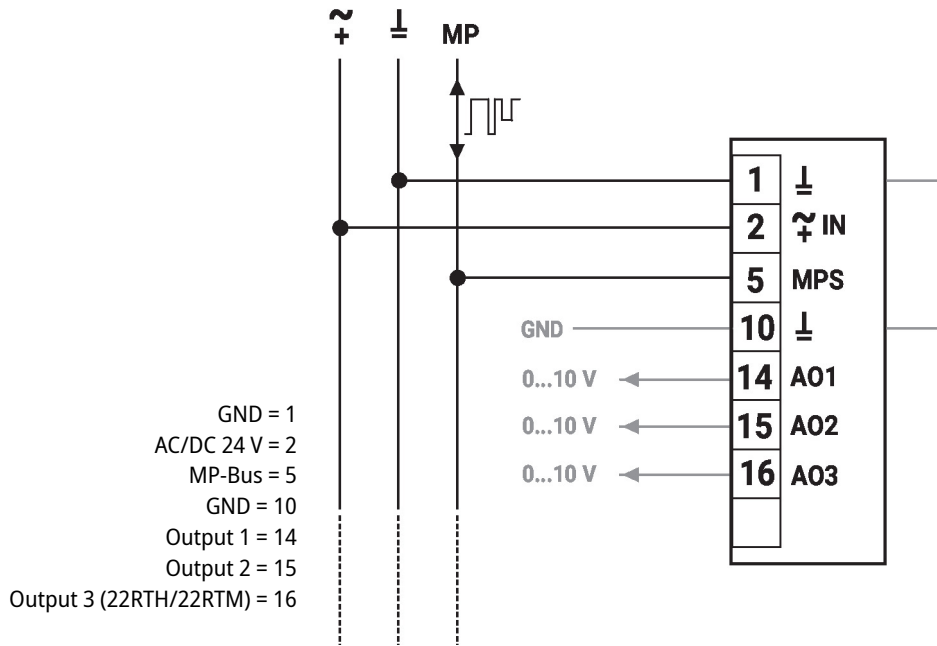 ~
+
⊥
=
MP
1 ⊥
2 ~
+ IN
5 MPS
GND 10 ⊥
0...10 V 14 AO1
0...10 V 15 AO2
0...10 V 16 AO3
GND = 1
AC/DC 24 V = 2
MP-Bus = 5
GND = 10
Output 1 = 14
Output 2 = 15
Output 3 (22RTH/22RTM) = 16